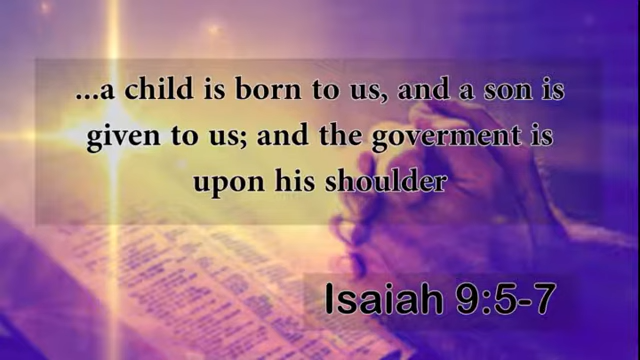 ...a child is born to us, and a son is
given to us; and the goverment is
upon his shoulder
Isaiah 9:5-7